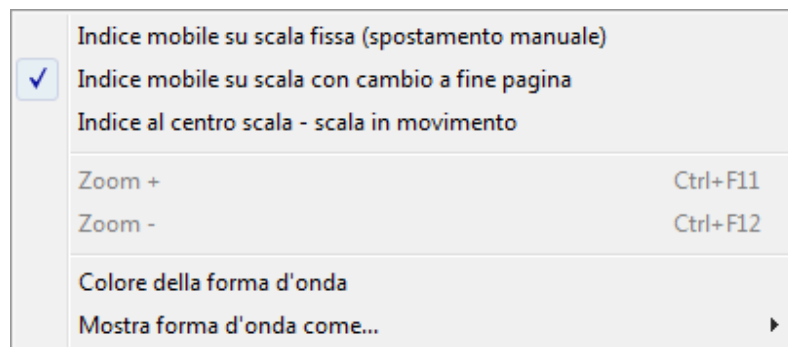 Indice mobile su scala fissa (spostamento manuale)
Indice mobile su scala con cambio a fine pagina
Indice al centro scala - scala in movimento
Zoom + Ctrl+F11
Zoom - Ctrl+F12
Colore della forma d'onda
Mostra forma d'onda come...